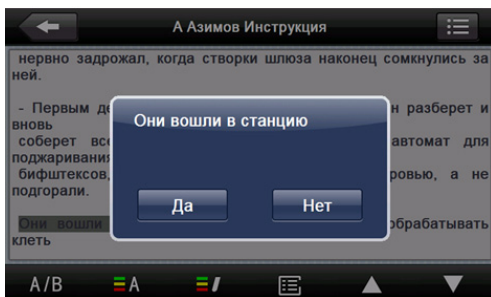 А Азимов Инструкция
нервно задрожал, когда створки шлюза наконец сомкнулись за
ней.
- Первым де н разберет и
вновь
соберет все автомат для
поджаривания
бифштексов, ровью, а не
подгорали.
Они вошли в станцию
Да Нет
Они вошли обрабатывать
клеть
A/B A